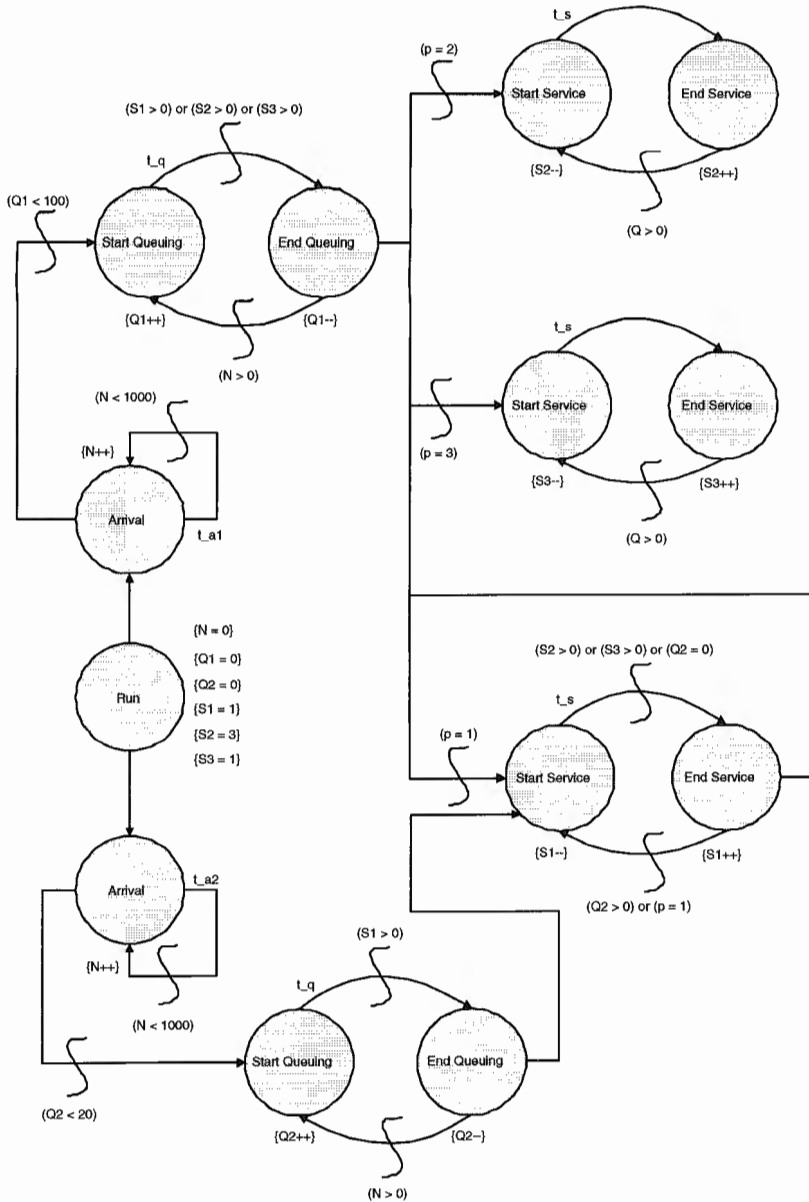 t_s
(p = 2)
Start Service
End Service
{S2--}
{S2++}
(Q > 0)
(S1 > 0) or (S2 > 0) or (S3 > 0)
t_q
(Q1 < 100)
Start Queuing
End Queuing
{Q1++}
{Q1--}
(N > 0)
t_s
Start Service
End Service
(p = 3)
{S3--}
{S3++}
(Q > 0)
(N < 1000)
{N++}
Arrival
t_a1
{N = 0}
{Q1 = 0}
{Q2 = 0}
{S1 = 1}
{S2 = 3}
{S3 = 1}
Run
(S2 > 0) or (S3 > 0) or (Q2 = 0)
t_s
(p = 1)
Start Service
End Service
{S1--}
{S1++}
(Q2 > 0) or (p = 1)
Arrival
t_a2
{N++}
(N < 1000)
(S1 > 0)
t_q
Start Queuing
End Queuing
(Q2 < 20)
{Q2++}
{Q2--}
(N > 0)